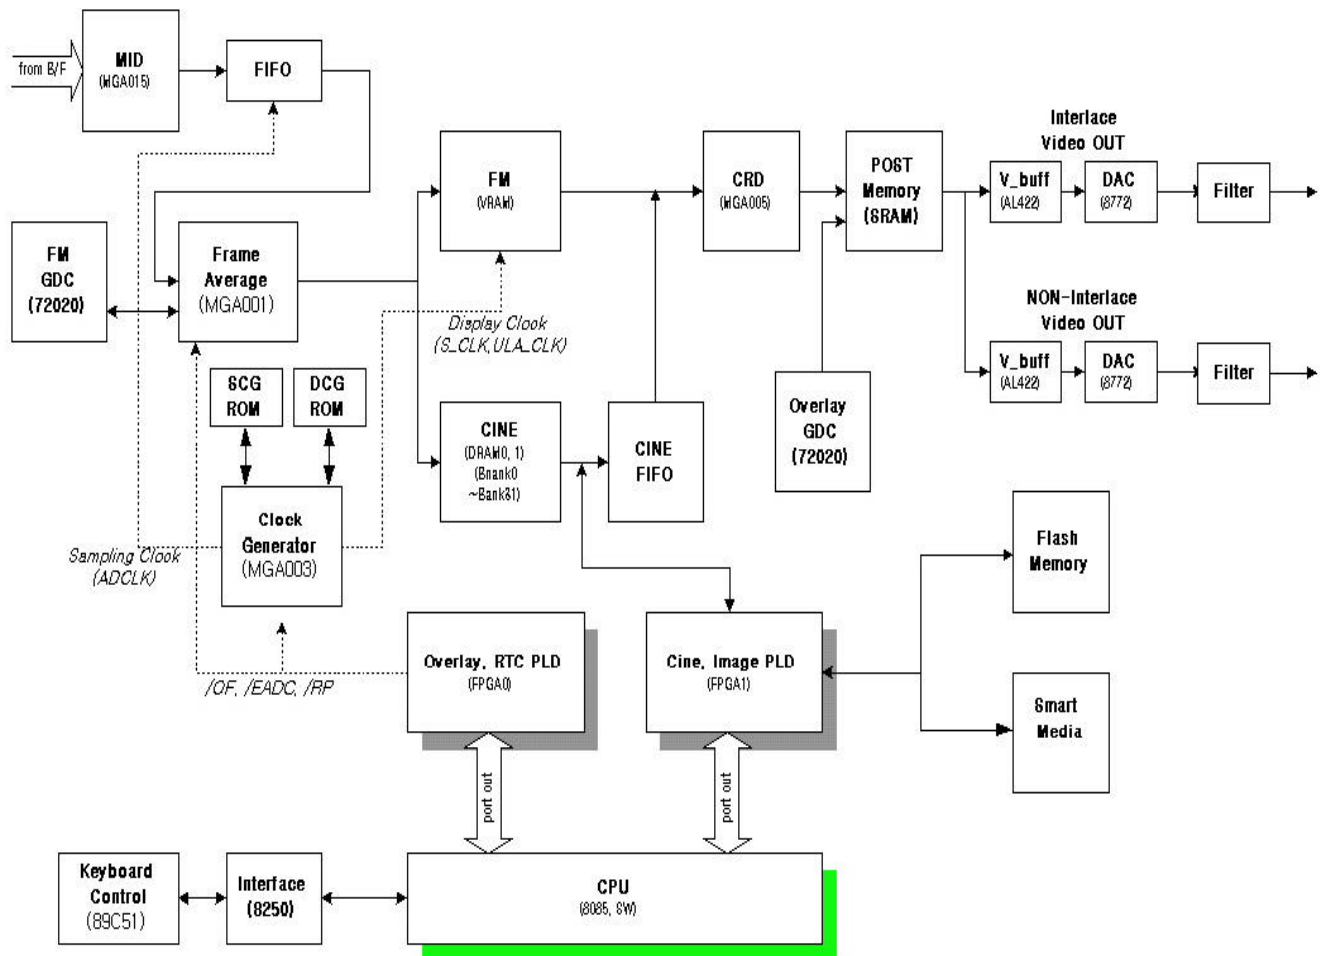 from B/F
MID
(MGA015)
FIFO
FM
GDC
(72020)
Frame
Average
(MGA001)
FM
(VRAM)
CRD
(MGA005)
POST
Memory
(SRAM)
Interlace
Video OUT
V_buff
(AL422)
DAC
(8772)
Filter
NON-Interlace
Video OUT
V_buff
(AL422)
DAC
(8772)
Filter
Display Clook
(S_CLK,ULA_CLK)
SCG
ROM
DCG
ROM
CINE
(DRAM0, 1)
(Bnank0
~Bank31)
CINE
FIFO
Overlay
GDC
(72020)
Clock
Generator
(MGA003)
Sampling Clook
(ADCLK)
Flash
Memory
Overlay, RTC PLD
(FPGA0)
Cine, Image PLD
(FPGA1)
/OF, /EADC, /RP
Smart
Media
port out
port out
Keyboard
Control
(89C51)
Interface
(8250)
CPU
(8085, SW)